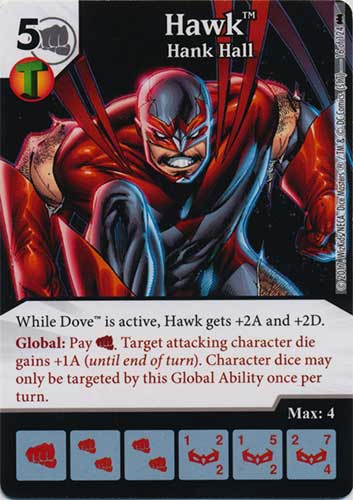 5
Hawk™
Hank Hall
T
While Dove™ is active, Hawk gets +2A and +2D.
Global: Pay. Target attacking character die
gains +1A (until end of turn). Character dice may
only be targeted by this Global Ability once per
turn.
Max: 4
1 2
2
1 5
2
2 7
4